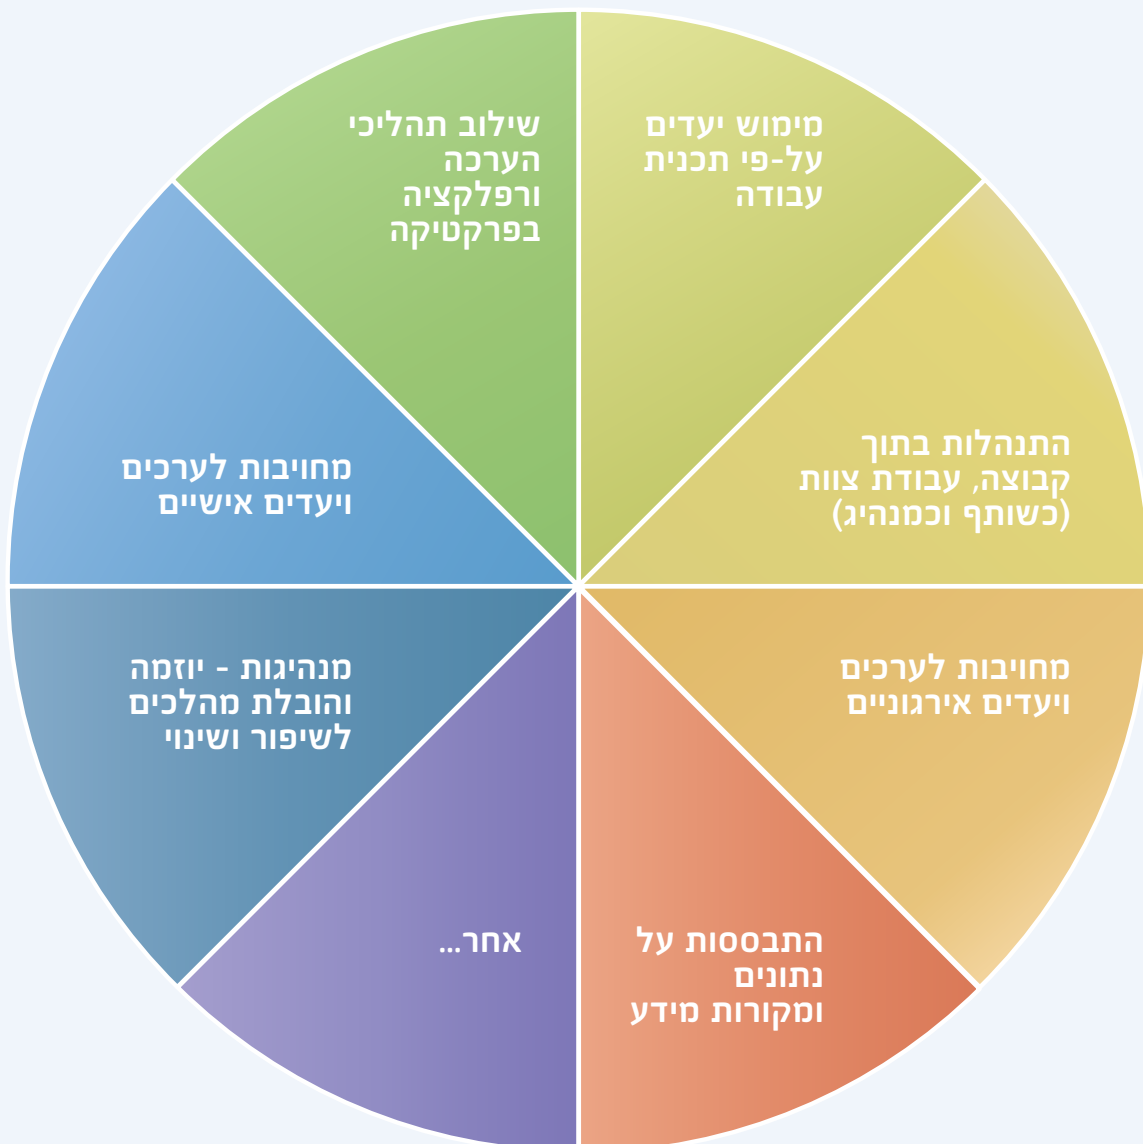 מימוש יעדים
על-פי תכנית
עבודה
התנהלות בתוך
קבוצה, עבודת צוות
(כשותף וכמנהיג)
מחויבות לערכים
ויעדים אירגוניים
התבססות על
נתונים
ומקורות מידע
אחר...
מנהיגות - יוזמה
והובלת מהלכים
לשיפור ושינוי
מחויבות לערכים
ויעדים אישיים
שילוב תהליכי
הערכה
ורפלקציה
בפרקטיקה